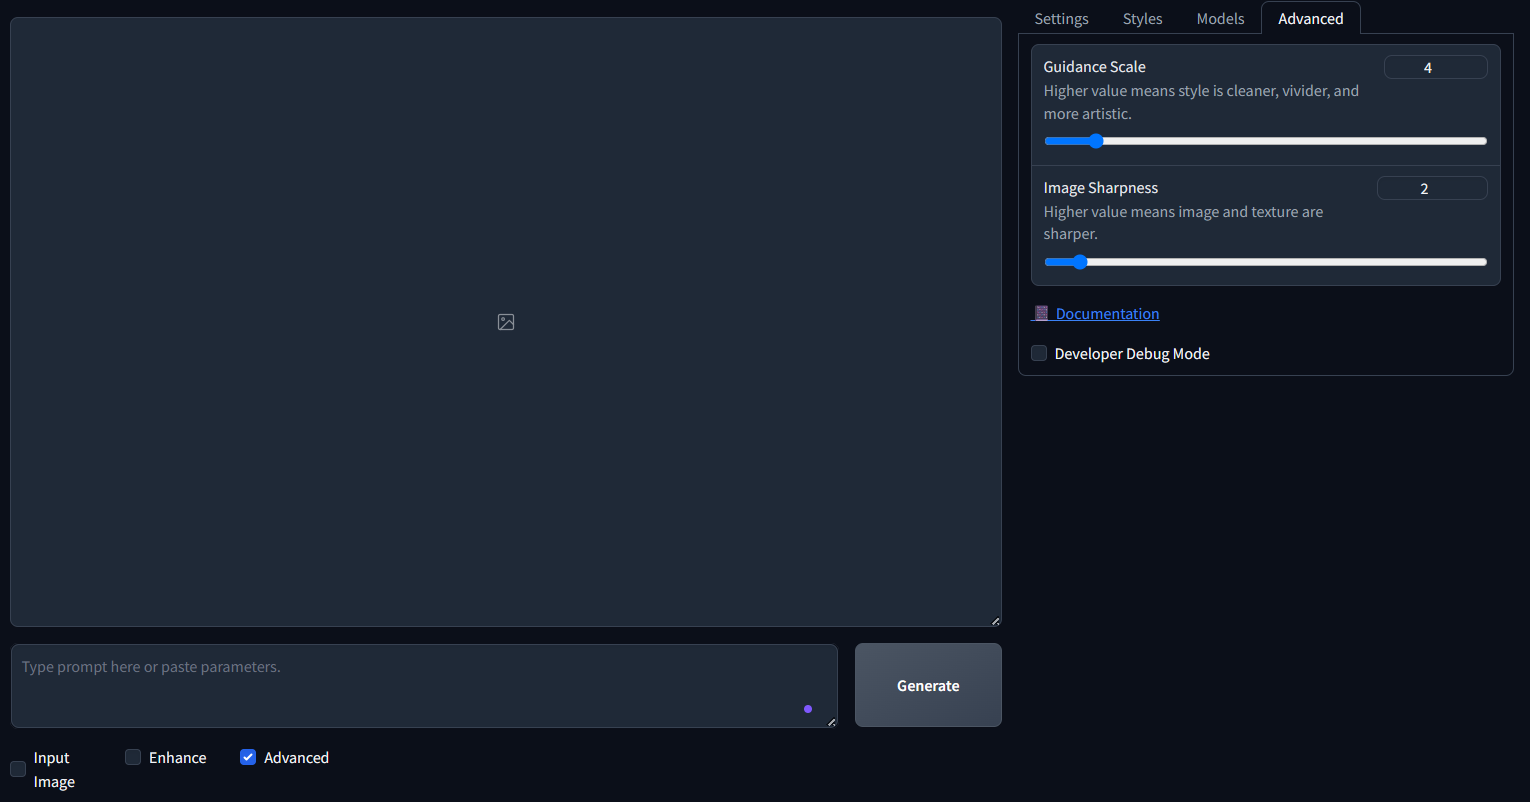 Settings Styles Models Advanced
Guidance Scale 4
Higher value means style is cleaner, vivider, and
more artistic.
Image Sharpness 2
Higher value means image and texture are
sharper.
Documentation
Developer Debug Mode
Type prompt here or paste parameters.
Generate
Input
Image
Enhance
Advanced